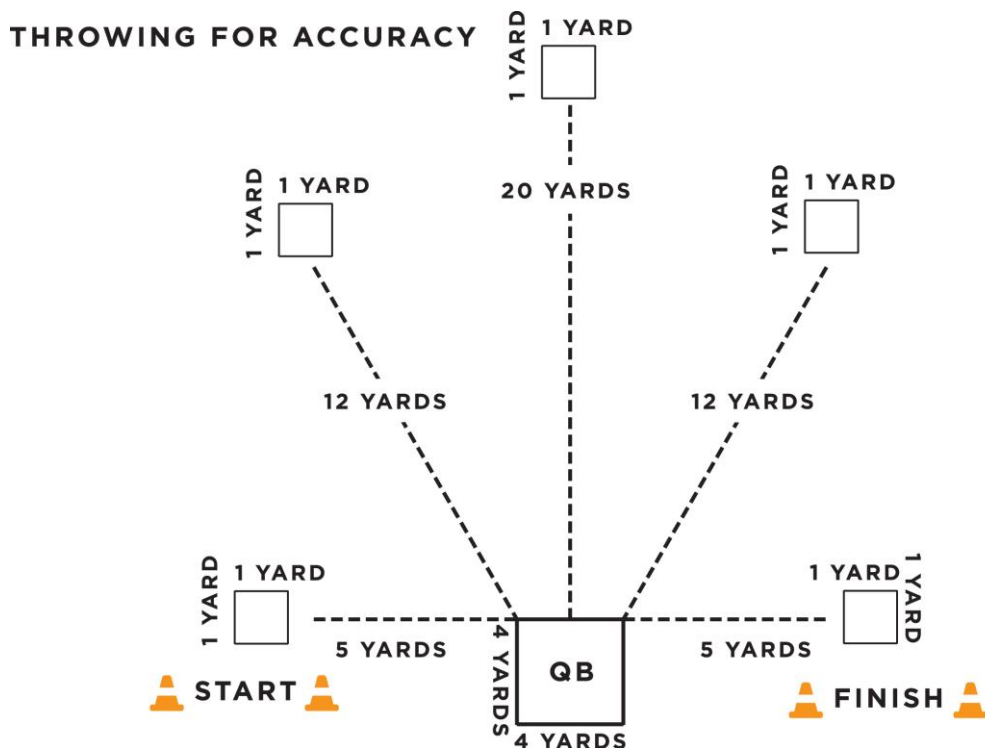 THROWING FOR ACCURACY
1 YARD
1 YARD
20 YARDS
1 YARD
1 YARD
1 YARD
1 YARD
12 YARDS
12 YARDS
1 YARD
1 YARD
1 YARD
1 YARD
5 YARDS
4 YARDS
QB
5 YARDS
START
FINISH
4 YARDS